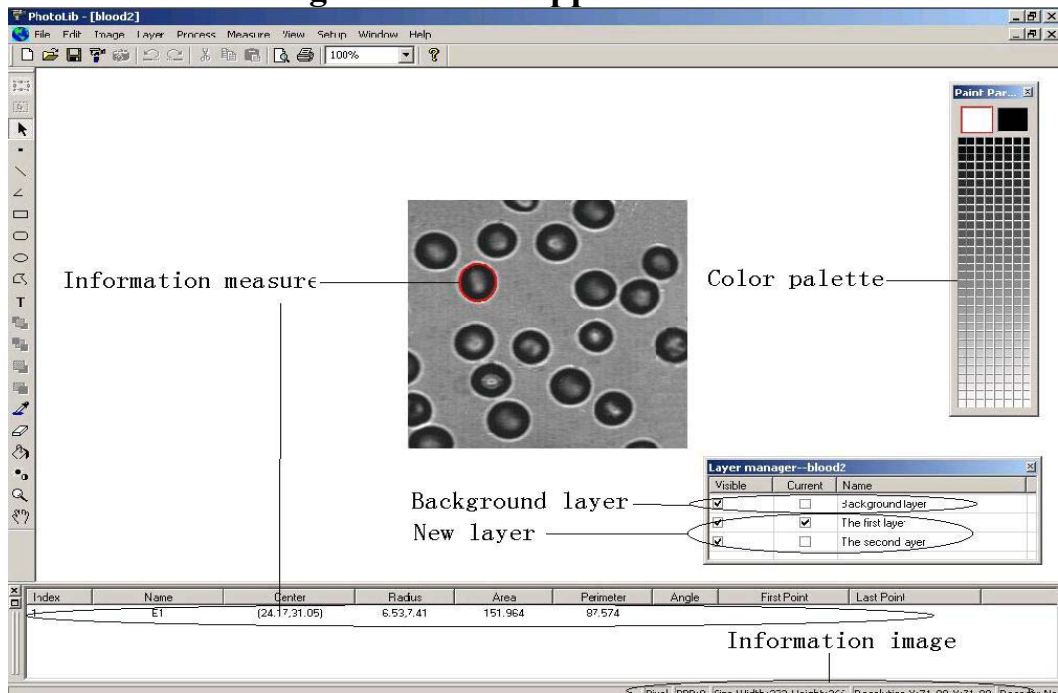 PhotoLib - [blood2]
File Edit Image Layer Process Measure View Setup Window Help
100%
Paint Par...
T
Information measure
Color palette
Layer manager--blood2
Visible Current Name
Background layer
The first layer
The second layer
Background layer
New layer
Index Name Center Radius Area Perimeter Angle First Point Last Point
1 E1 (24.17,31.05) 6.53,7.41 151.964 87.574
Information image